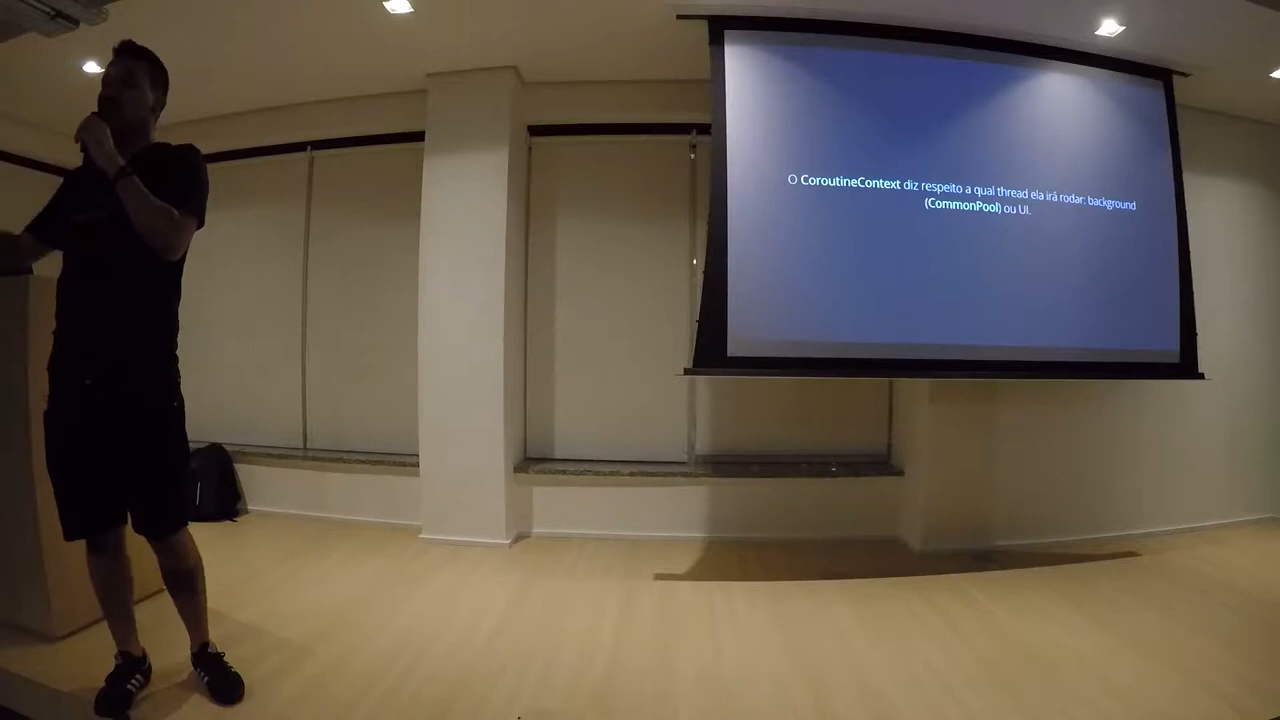 O CoroutineContext diz respeito a qual thread ela irá rodar: background
(CommonPool) ou UI.